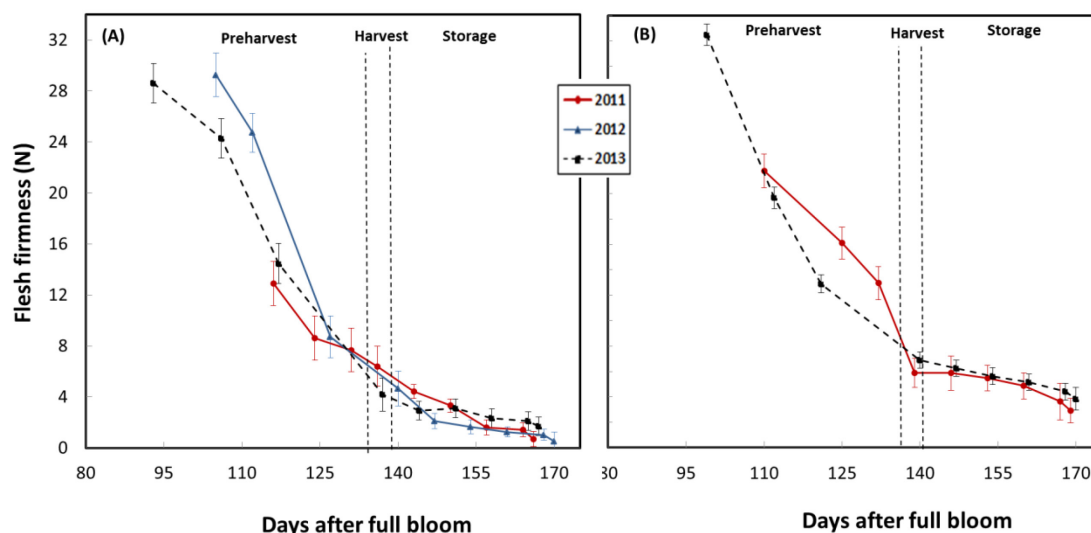 (A) Preharvest Harvest Storage
(B) Preharvest Harvest Storage
2011
2012
2013
Flesh firmness (N)
32
28
24
20
16
12
8
4
0
80 95 110 125 140 155 170
80 95 110 125 140 155 170
Days after full bloom
Days after full bloom